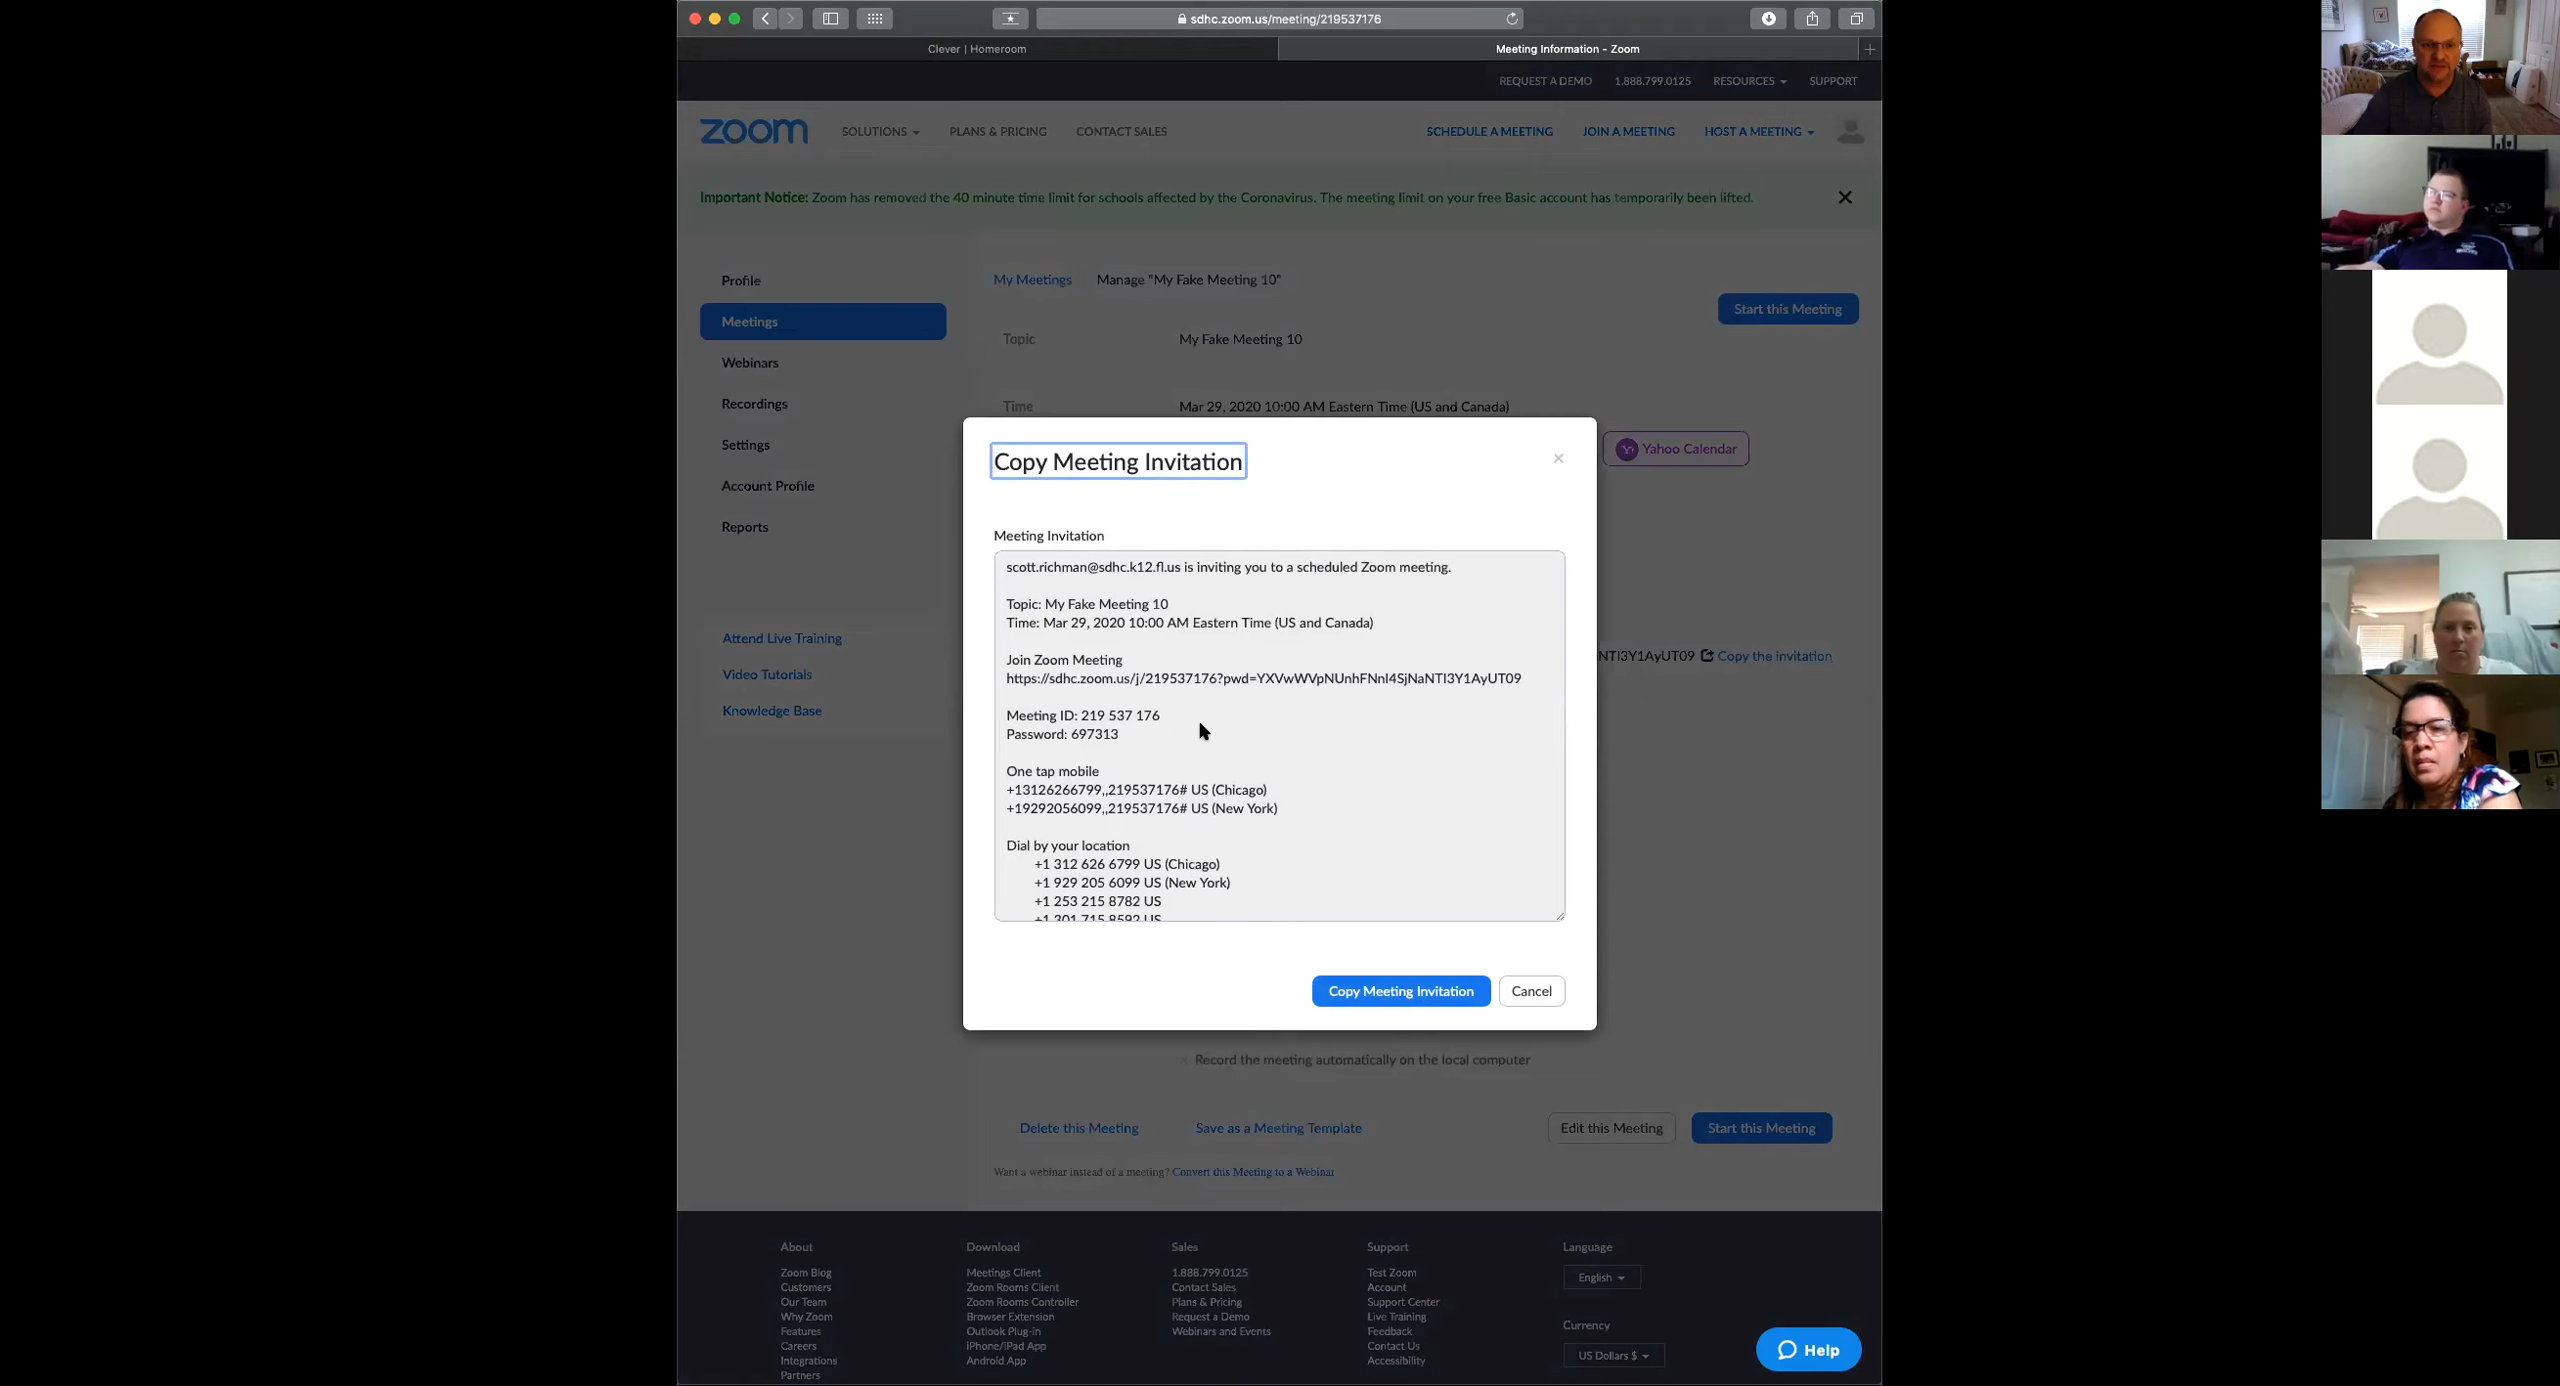 sdhc.zoom.us/meeting/219537176
Clever | Homeroom
Meeting Information - Zoom
REQUEST A DEMO
1.888.799.0125
RESOURCES
SUPPORT
zoom
SOLUTIONS
PLANS & PRICING
CONTACT SALES
SCHEDULE A MEETING
JOIN A MEETING
HOST A MEETING
Important Notice: Zoom has removed the 40 minute time limit for schools affected by the Coronavirus. The meeting limit on your free Basic account has temporarily been lifted.
Profile
Meetings
Webinars
Recordings
Settings
Account Profile
Reports
Attend Live Training
Video Tutorials
Knowledge Base
My Meetings
Manage "My Fake Meeting 10"
Start this Meeting
Topic
My Fake Meeting 10
Time
Mar 29, 2020 10:00 AM Eastern Time (US and Canada)
Yahoo Calendar
NTI3Y1AyUT09
Copy the invitation
Copy Meeting Invitation
Meeting Invitation
scott.richman@sdhc.k12.fl.us is inviting you to a scheduled Zoom meeting.
Topic: My Fake Meeting 10
Time: Mar 29, 2020 10:00 AM Eastern Time (US and Canada)
Join Zoom Meeting
https://sdhc.zoom.us/j/219537176?pwd=YXVwWVpNUnhFNnl4SjNaNTI3Y1AyUT09
Meeting ID: 219 537 176
Password: 697313
One tap mobile
+13126266799,,219537176# US (Chicago)
+19292056099,,219537176# US (New York)
Dial by your location
+1 312 626 6799 US (Chicago)
+1 929 205 6099 US (New York)
+1 253 215 8782 US
+1 301 715 8592 US
Copy Meeting Invitation
Cancel
Record the meeting automatically on the local computer
Delete this Meeting
Save as a Meeting Template
Edit this Meeting
Start this Meeting
Want a webinar instead of a meeting? Convert this Meeting to a Webinar
About
Zoom Blog
Customers
Our Team
Why Zoom
Features
Careers
Integrations
Partners
Download
Meetings Client
Zoom Rooms Client
Zoom Rooms Controller
Browser Extension
Outlook Plug-in
iPhone/iPad App
Android App
Sales
1.888.799.0125
Contact Sales
Plans & Pricing
Request a Demo
Webinars and Events
Support
Test Zoom
Account
Support Center
Live Training
Feedback
Contact Us
Accessibility
Language
English
Currency
US Dollars $
Help